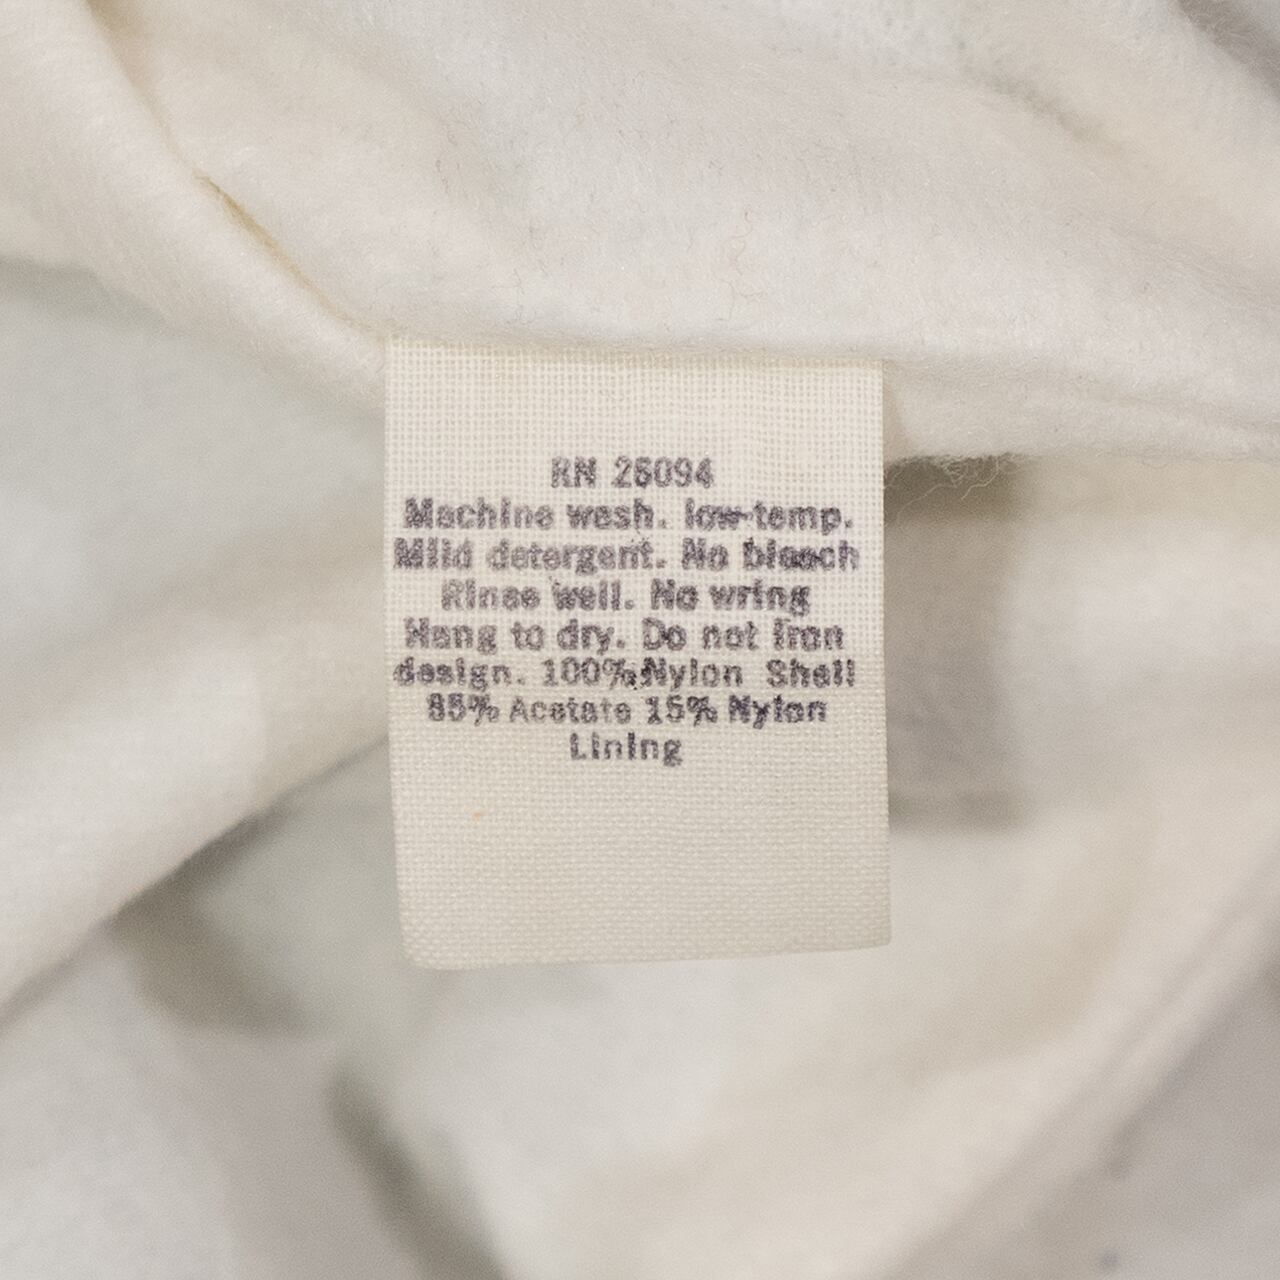 RN 26094
Machine wash. low-temp.
Mild detergent. No bleach
Rinse well. No wring
Hang to dry. Do not iron
design. 100% Nylon Shell
85% Acetate 15% Nylon
Lining